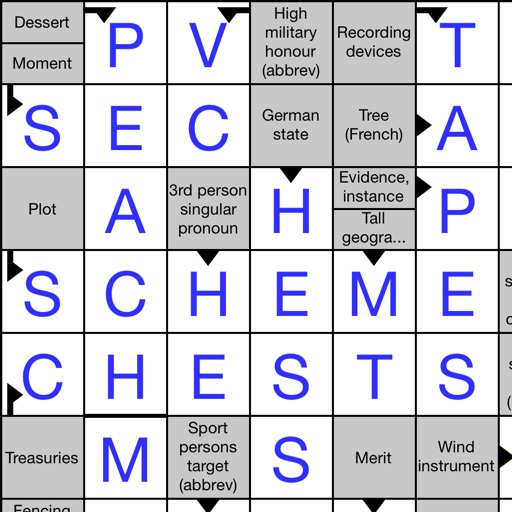 Dessert
Moment
P
V
High
military
honour
(abbrev)
Recording
devices
T
S
E
C
German
state
Tree
(French)
A
Plot
A
3rd person
singular
pronoun
H
Evidence,
instance
Tall
geogra...
P
S
C
H
E
M
E
C
H
E
S
T
S
Treasuries
M
Sport
persons
target
(abbrev)
S
Merit
Wind
instrument
Fencing